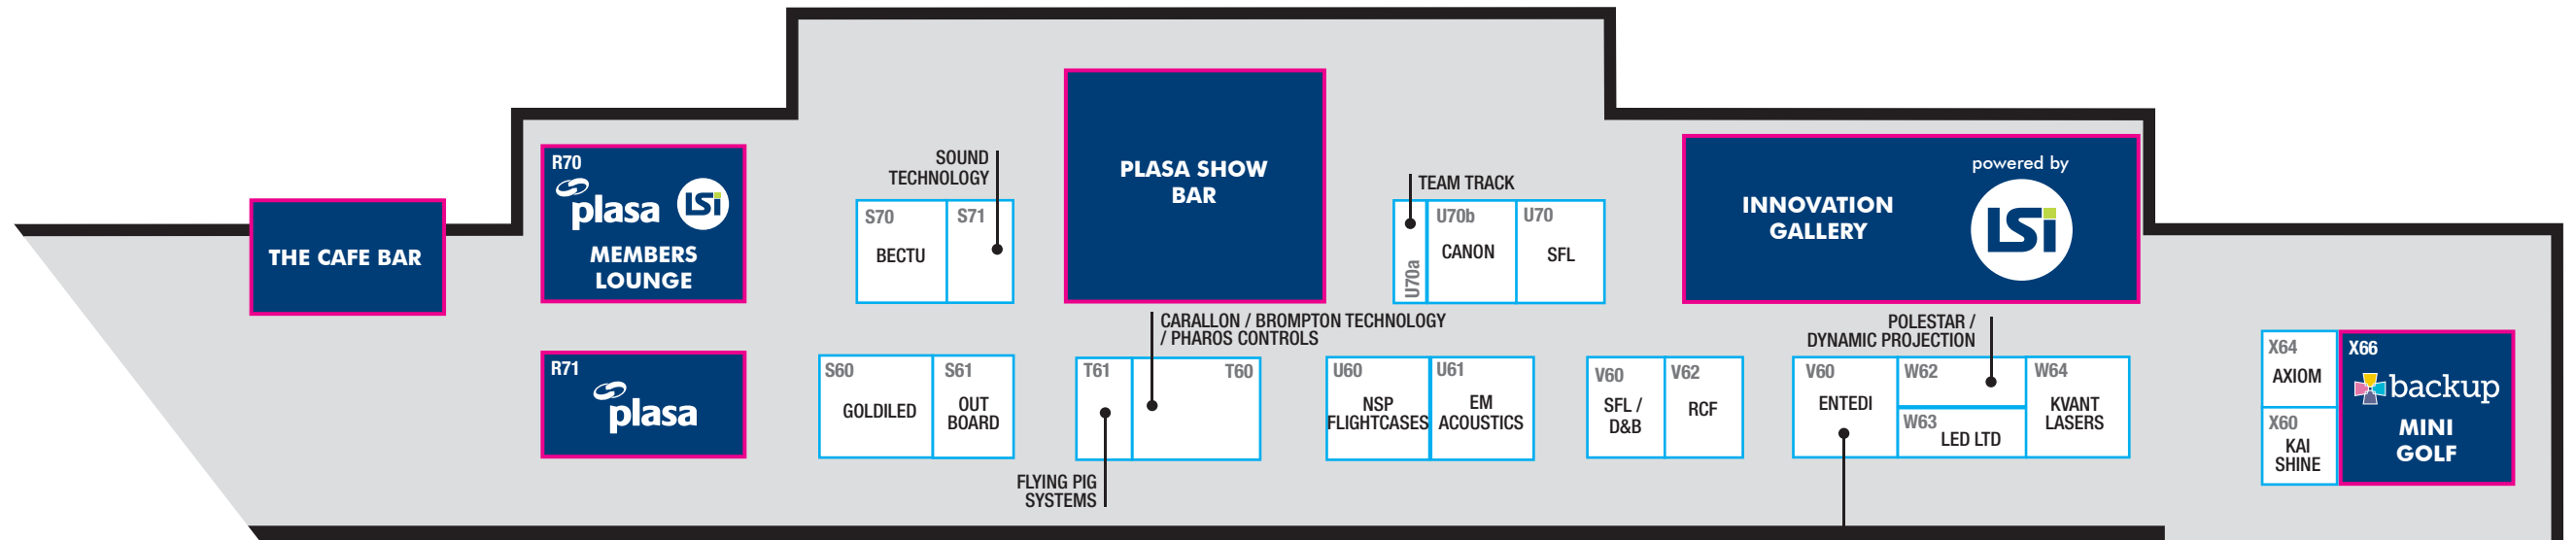 THE CAFE BAR
R70
plasa
LSi
MEMBERS
LOUNGE
R71
plasa
SOUND
TECHNOLOGY
S70
BECTU
S71
S60
GOLDILED
S61
OUT
BOARD
PLASA SHOW
BAR
CARALLON / BROMPTON TECHNOLOGY
/ PHAROS CONTROLS
T61
T60
FLYING PIG
SYSTEMS
TEAM TRACK
U70a
U70b
CANON
U70
SFL
U60
NSP
FLIGHTCASES
U61
EM
ACOUSTICS
INNOVATION
GALLERY
powered by
LSi
V60
SFL /
D&B
V62
RCF
POLESTAR /
DYNAMIC PROJECTION
V60
ENTEDI
W62
W63
LED LTD
W64
KVANT
LASERS
X64
AXIOM
X60
KAI
SHINE
X66
backup
MINI
GOLF